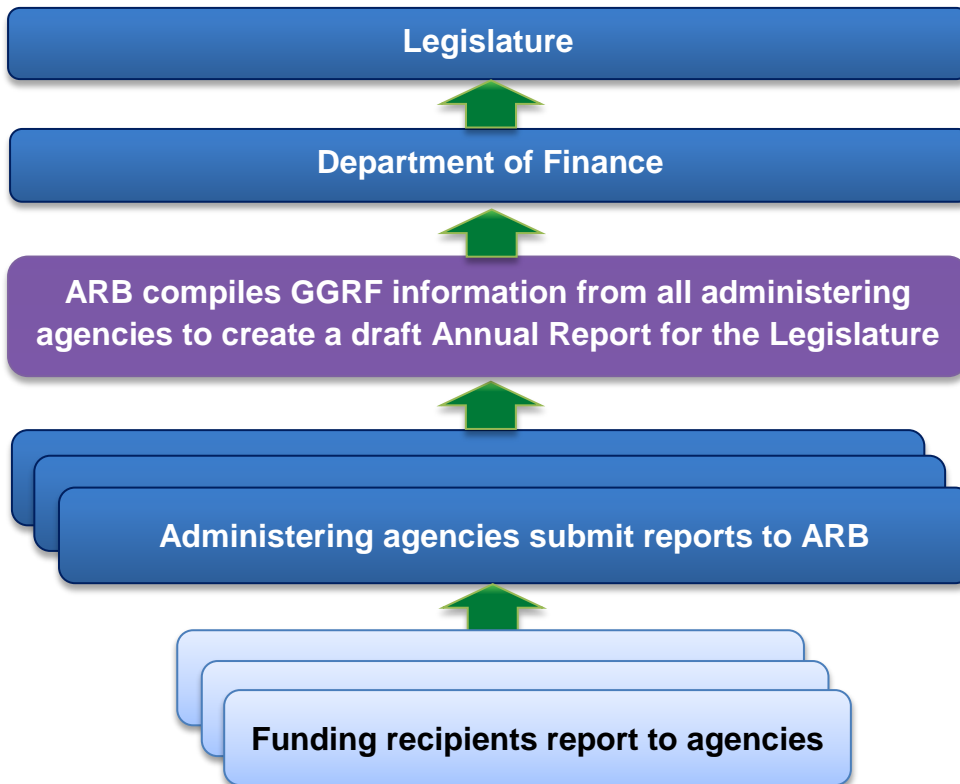 Legislature
Department of Finance
ARB compiles GGRF information from all administering
agencies to create a draft Annual Report for the Legislature
Administering agencies submit reports to ARB
Funding recipients report to agencies